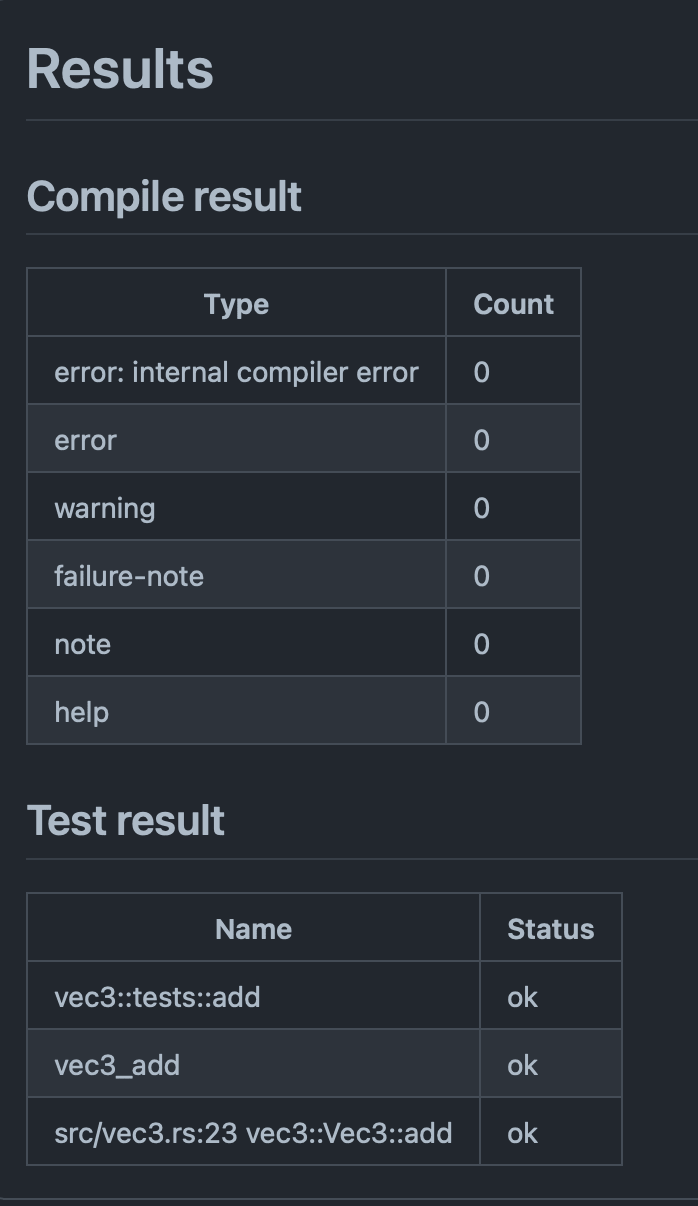 Results
Compile result
Type Count
error: internal compiler error 0
error 0
warning 0
failure-note 0
note 0
help 0
Test result
Name Status
vec3::tests::add ok
vec3_add ok
src/vec3.rs:23 vec3::Vec3::add ok